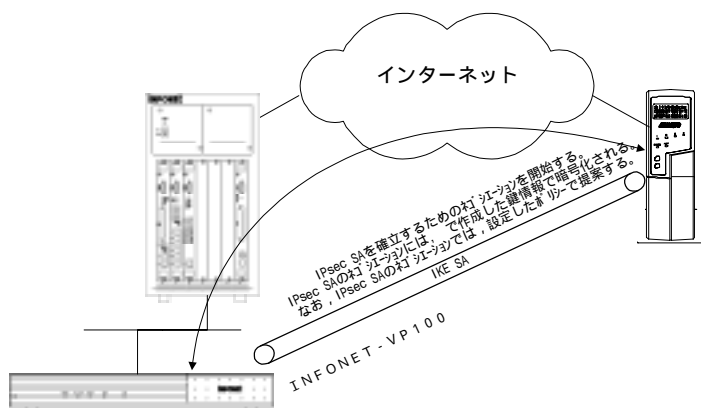 インターネット
INFONET
IPsec SAを確立するためのネゴシエーションを開始する。
IPsec SAのネゴシエーションには， で作成した鍵情報で暗号化される。
なお，IPsec SAのネゴシエーションでは，設定したポリシーで提案する。
IKE SA
INFONET-VP100